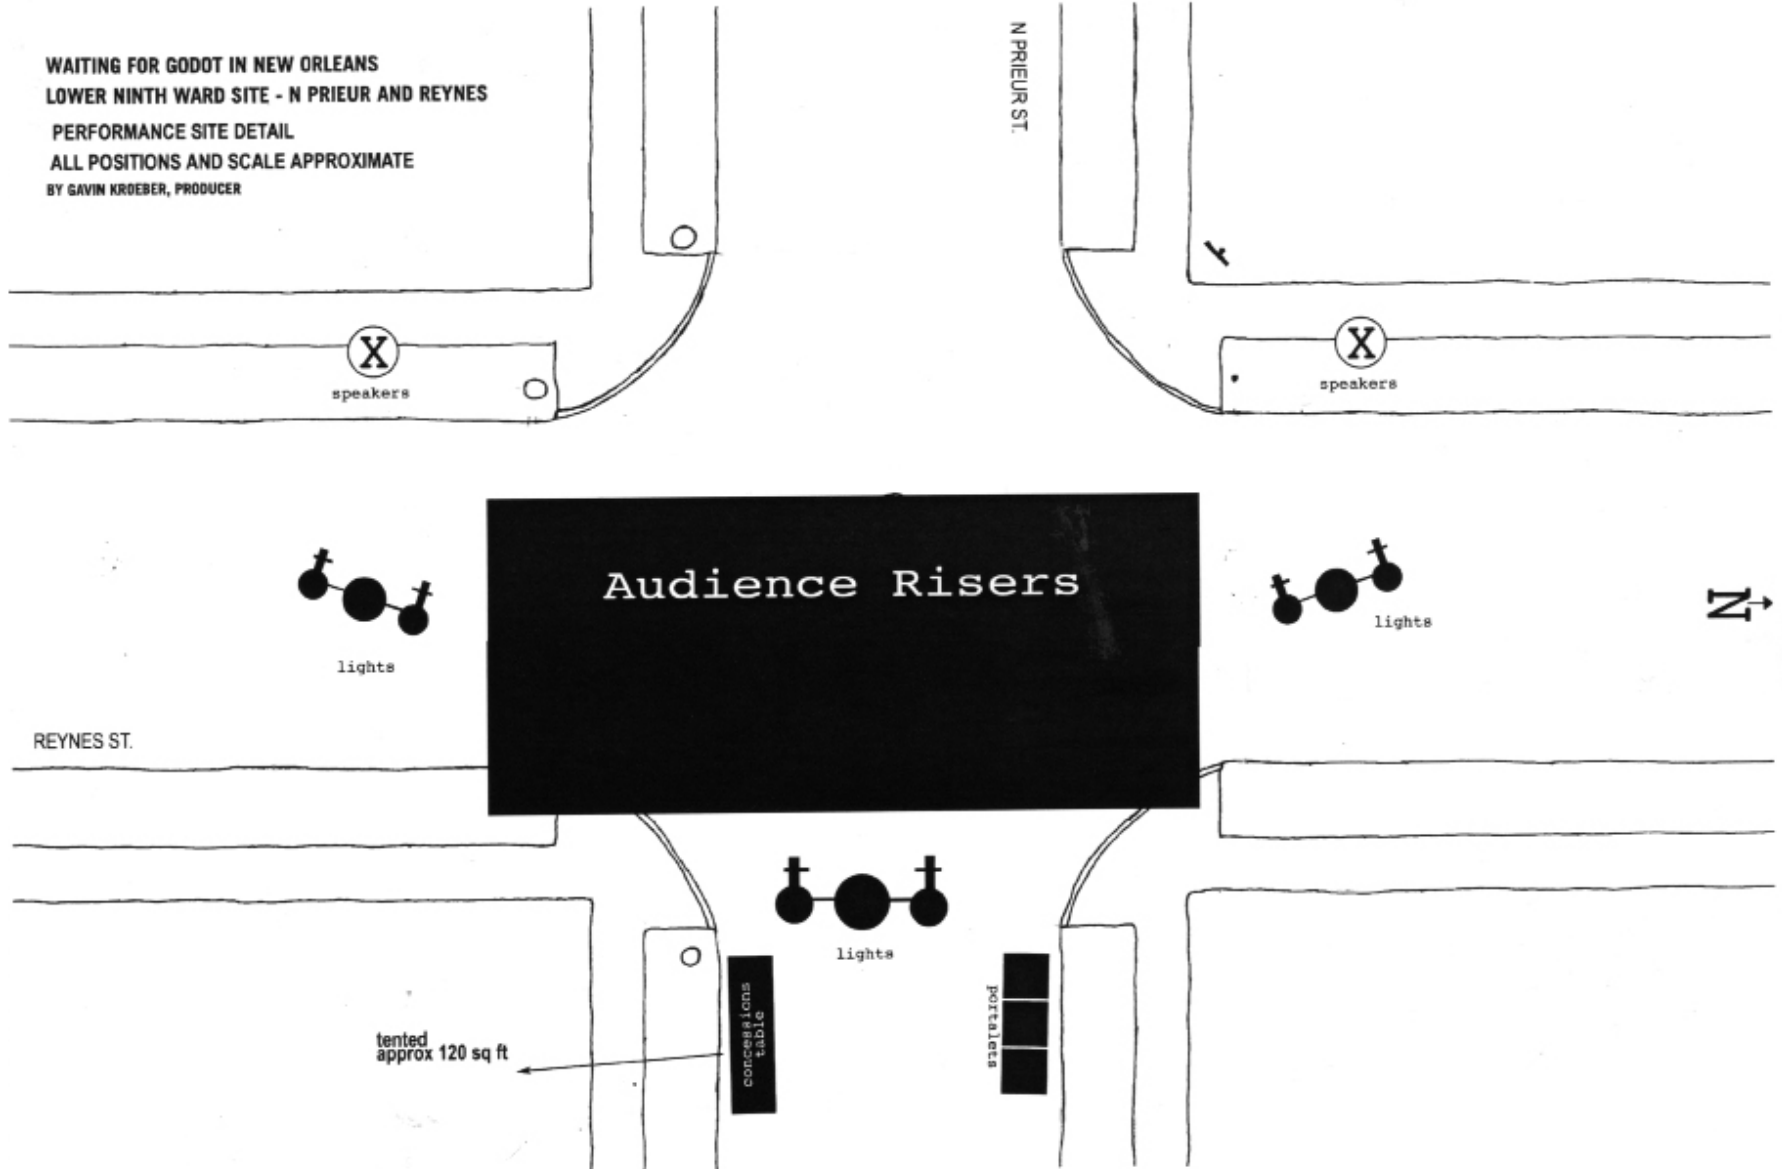 WAITING FOR GODOT IN NEW ORLEANS
LOWER NINTH WARD SITE - N PRIEUR AND REYNES
PERFORMANCE SITE DETAIL
ALL POSITIONS AND SCALE APPROXIMATE
BY GAVIN KROEBER, PRODUCER
N PRIEUR ST.
X
speakers
X
speakers
Audience Risers
lights
lights
N
REYNES ST.
lights
concessions
table
portalets
tented
approx 120 sq ft